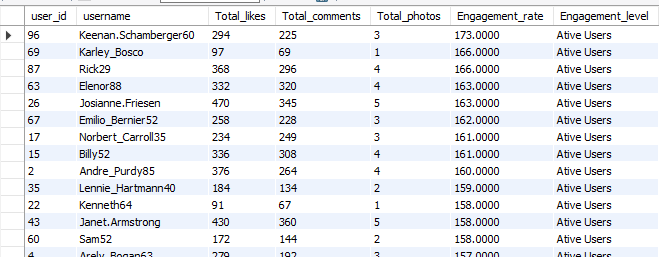 user_id username Total_likes Total_comments Total_photos Engagement_rate Engagement_level
96 Keenan.Schamberger60 294 225 3 173.0000 Ative Users
69 Karley_Bosco 97 69 1 166.0000 Ative Users
87 Rick29 368 296 4 166.0000 Ative Users
63 Elenor88 332 320 4 163.0000 Ative Users
26 Josianne.Friesen 470 345 5 163.0000 Ative Users
67 Emilio_Bernier52 258 228 3 162.0000 Ative Users
17 Norbert_Carroll35 234 249 3 161.0000 Ative Users
15 Billy52 336 308 4 161.0000 Ative Users
2 Andre_Purdy85 376 264 4 160.0000 Ative Users
35 Lennie_Hartmann40 184 134 2 159.0000 Ative Users
22 Kenneth64 91 67 1 158.0000 Ative Users
43 Janet.Armstrong 430 360 5 158.0000 Ative Users
60 Sam52 172 144 2 158.0000 Ative Users
4 Arely_Bogan63 279 192 3 157.0000 Ative Users